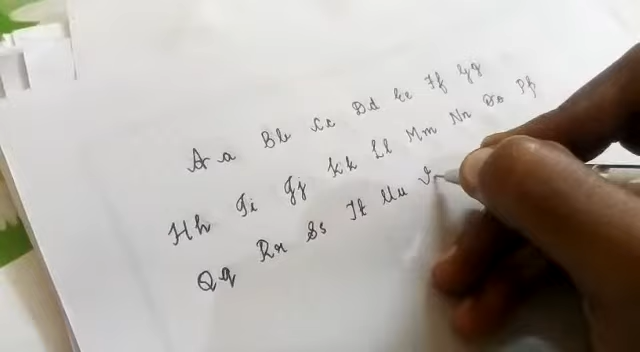 Aa Bb Cc Dd Ee Ff Gg
Hh Ii Jj Kk Ll Mm Nn Oo Pp
Qq Rr Ss Tt Uu V